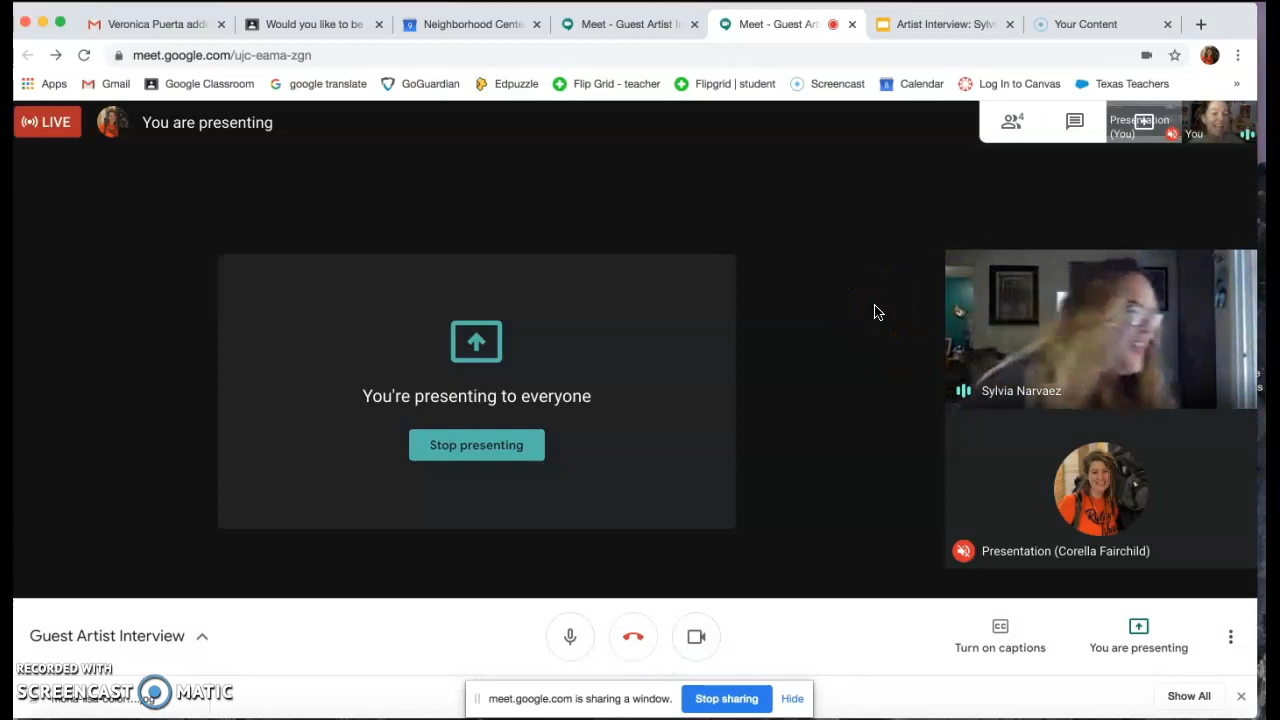 Veronica Puerta add
Would you like to be
Neighborhood Cente
Meet - Guest Artist In
Meet - Guest Art
Artist Interview: Sylv
Your Content
meet.google.com/ujc-eama-zgn
Apps
Gmail
Google Classroom
google translate
GoGuardian
Edpuzzle
Flip Grid - teacher
Flipgrid | student
Screencast
Calendar
Log In to Canvas
Texas Teachers
»
LIVE
You are presenting
4
Presentation
(You)
You
You're presenting to everyone
Stop presenting
Sylvia Narvaez
Presentation (Corella Fairchild)
Guest Artist Interview
CC
Turn on captions
You are presenting
RECORDED WITH
SCREENCAST MATIC
meet.google.com is sharing a window.
Stop sharing
Hide
Show All